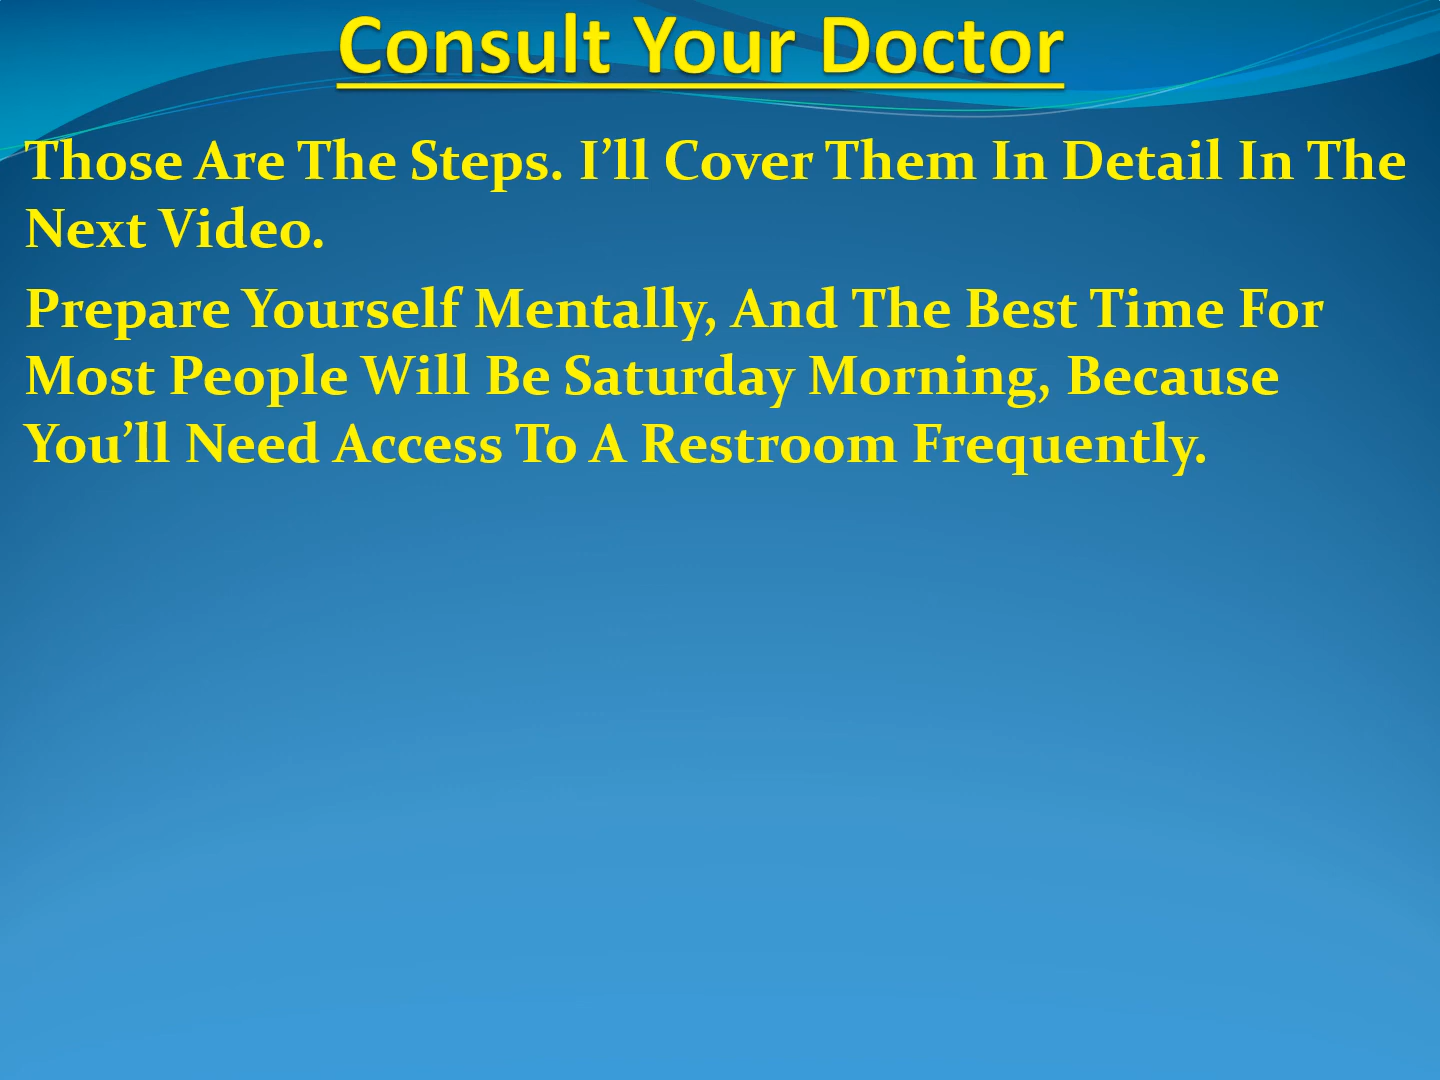 Consult Your Doctor
Those Are The Steps. I’ll Cover Them In Detail In The
Next Video.
Prepare Yourself Mentally, And The Best Time For
Most People Will Be Saturday Morning, Because
You’ll Need Access To A Restroom Frequently.